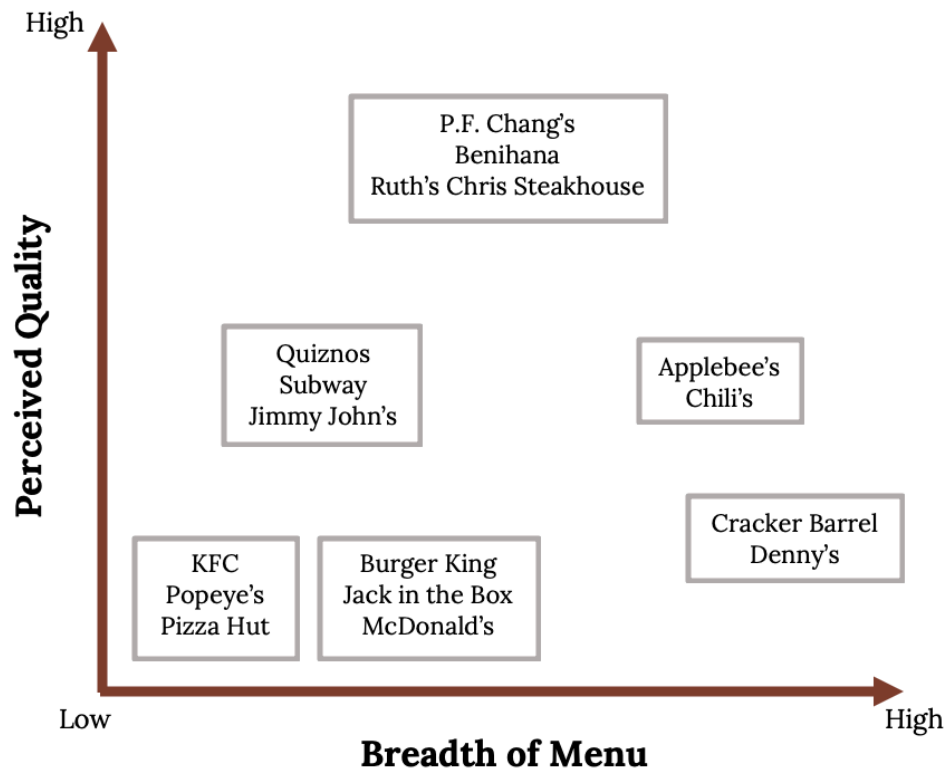 High
P.F. Chang’s
Benihana
Ruth’s Chris Steakhouse
Perceived Quality
Quiznos
Subway
Jimmy John’s
Applebee’s
Chili’s
Cracker Barrel
Denny’s
KFC
Popeye’s
Pizza Hut
Burger King
Jack in the Box
McDonald’s
Low
High
Breadth of Menu